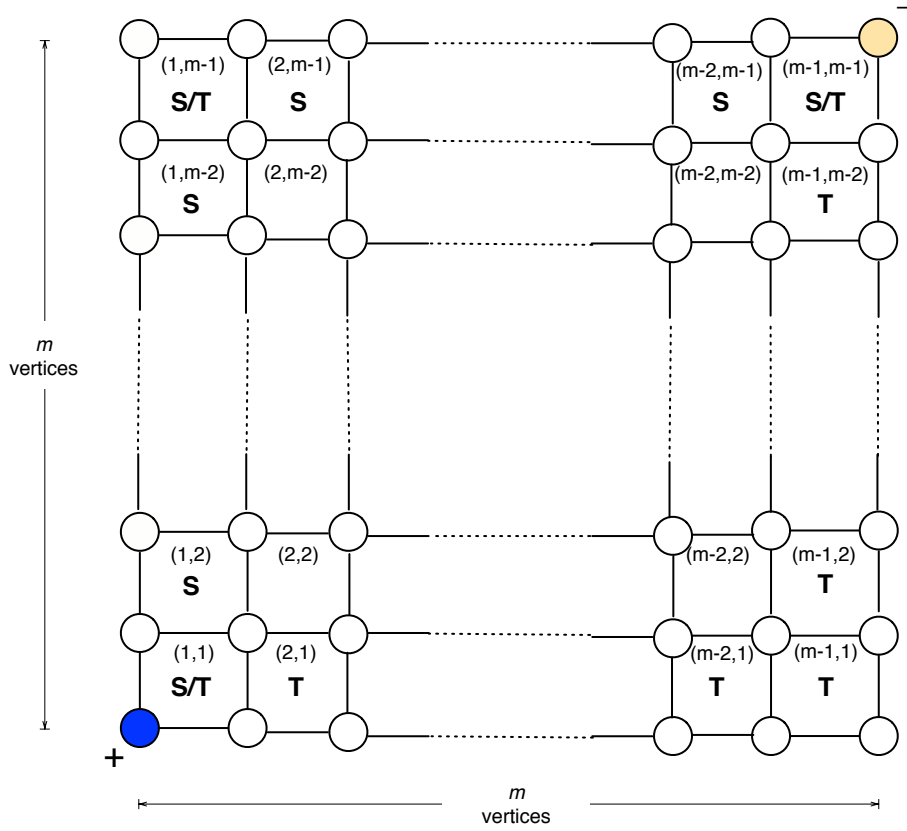 −
(1,m-1) (2,m-1) (m-2,m-1) (m-1,m-1)
S/T S S S/T
(1,m-2) (2,m-2) (m-2,m-2) (m-1,m-2)
S T
m
vertices
(1,2) (2,2) (m-2,2) (m-1,2)
S T
(1,1) (2,1) (m-2,1) (m-1,1)
S/T T T T
+
m
vertices